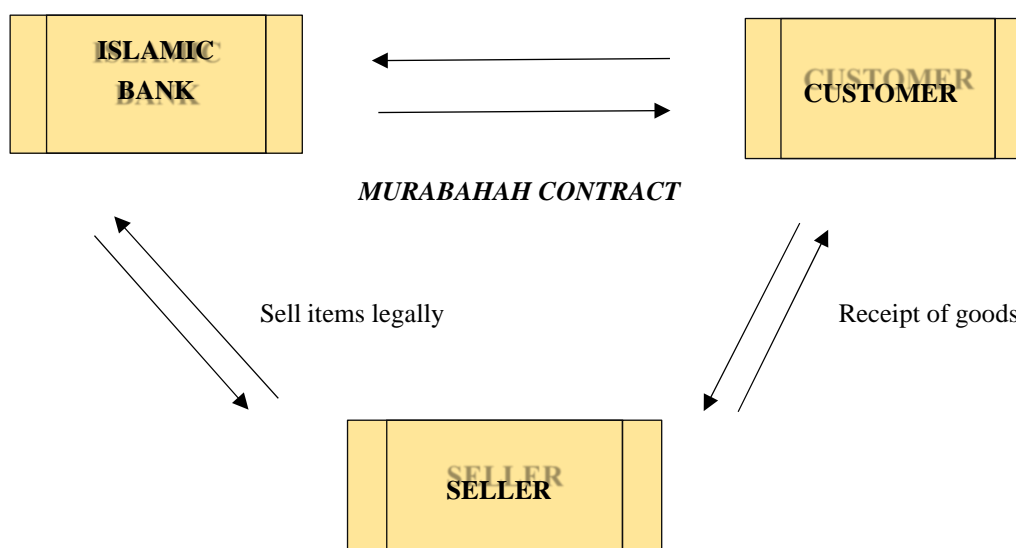 ISLAMIC
BANK
CUSTOMER
MURABAHAH CONTRACT
Sell items legally
Receipt of goods
SELLER